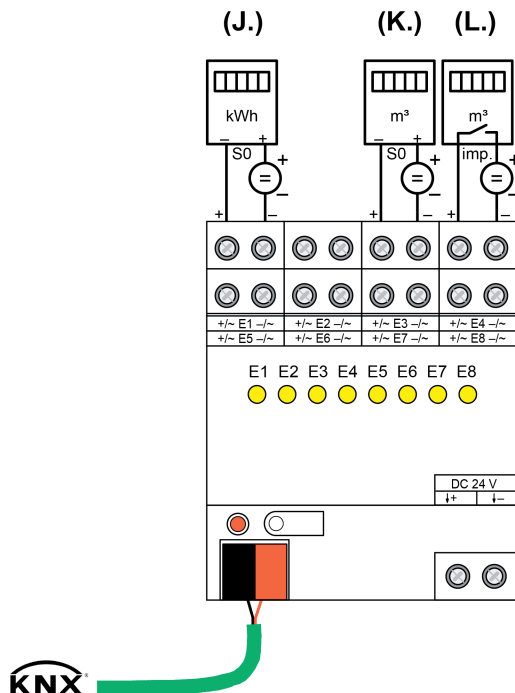 (J.) (K.) (L.)
kWh m³ m³
– + – +
S0 + S0 + imp. +
= = =
– – –
+ – + – + –
+/~ E1 –/~ +/~ E2 –/~ +/~ E3 –/~ +/~ E4 –/~
+/~ E5 –/~ +/~ E6 –/~ +/~ E7 –/~ +/~ E8 –/~
E1 E2 E3 E4 E5 E6 E7 E8
DC 24 V
↓+ ↓–
KNX®